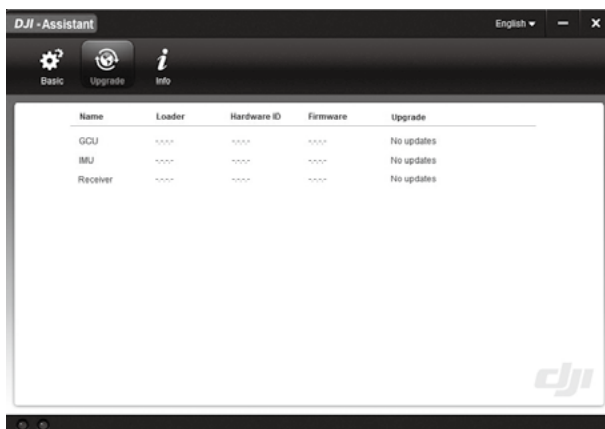 DJI - Assistant English
Basic Upgrade Info
Name Loader Hardware ID Firmware Upgrade
GCU -.-.-.- -.-.-.- -.-.-.- No updates
IMU -.-.-.- -.-.-.- -.-.-.- No updates
Receiver -.-.-.- -.-.-.- -.-.-.- No updates
dji